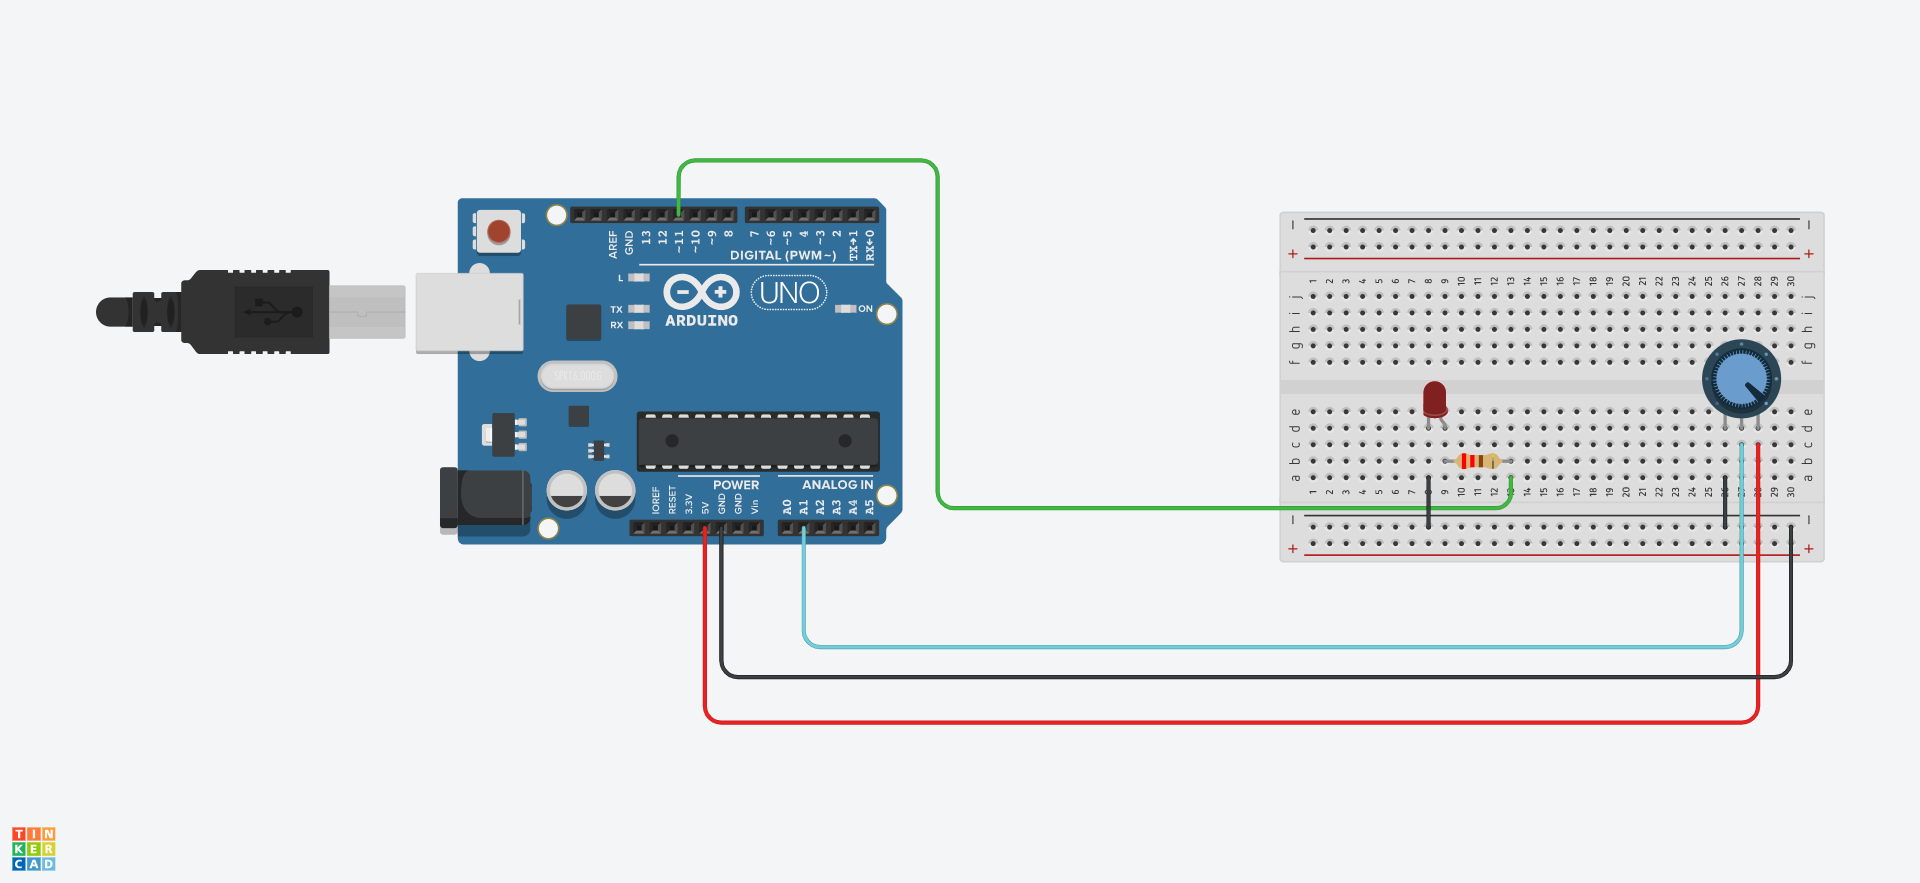 AREF
GND
13
12
~11
~10
~9
8
7
~6
~5
4
~3
2
TX→1
RX←0
DIGITAL (PWM~)
L
TX
RX
UNO
ON
ARDUINO
POWER
ANALOG IN
IOREF
RESET
3.3V
5V
GND
GND
Vin
A0
A1
A2
A3
A4
A5
− −
+ +
1 2 3 4 5 6 7 8 9 10 11 12 13 14 15 16 17 18 19 20 21 22 23 24 25 26 27 28 29 30
j j
i i
h h
g g
f f
e e
d d
c c
b b
a a
1 2 3 4 5 6 7 9 10 11 12 14 15 16 17 18 19 20 21 22 23 24 25 29 30
− −
+ +
TIN
KER
CAD